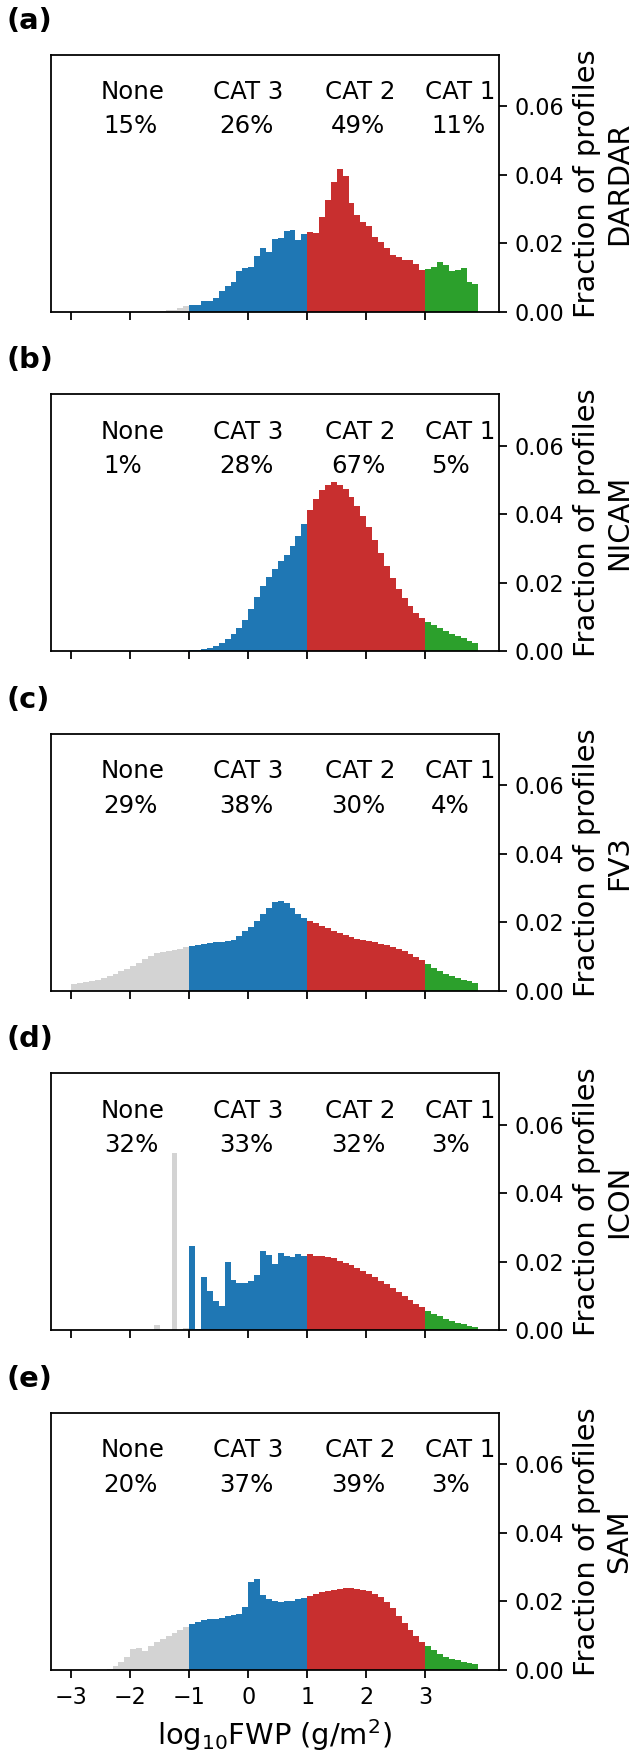 (a)
None CAT 3 CAT 2 CAT 1
15% 26% 49% 11%
0.06
0.04
0.02
0.00
Fraction of profiles
DARDAR
(b)
None CAT 3 CAT 2 CAT 1
1% 28% 67% 5%
0.06
0.04
0.02
0.00
Fraction of profiles
NICAM
(c)
None CAT 3 CAT 2 CAT 1
29% 38% 30% 4%
0.06
0.04
0.02
0.00
Fraction of profiles
FV3
(d)
None CAT 3 CAT 2 CAT 1
32% 33% 32% 3%
0.06
0.04
0.02
0.00
Fraction of profiles
ICON
(e)
None CAT 3 CAT 2 CAT 1
20% 37% 39% 3%
0.06
0.04
0.02
0.00
Fraction of profiles
SAM
−3 −2 −1 0 1 2 3
log₁₀FWP (g/m²)